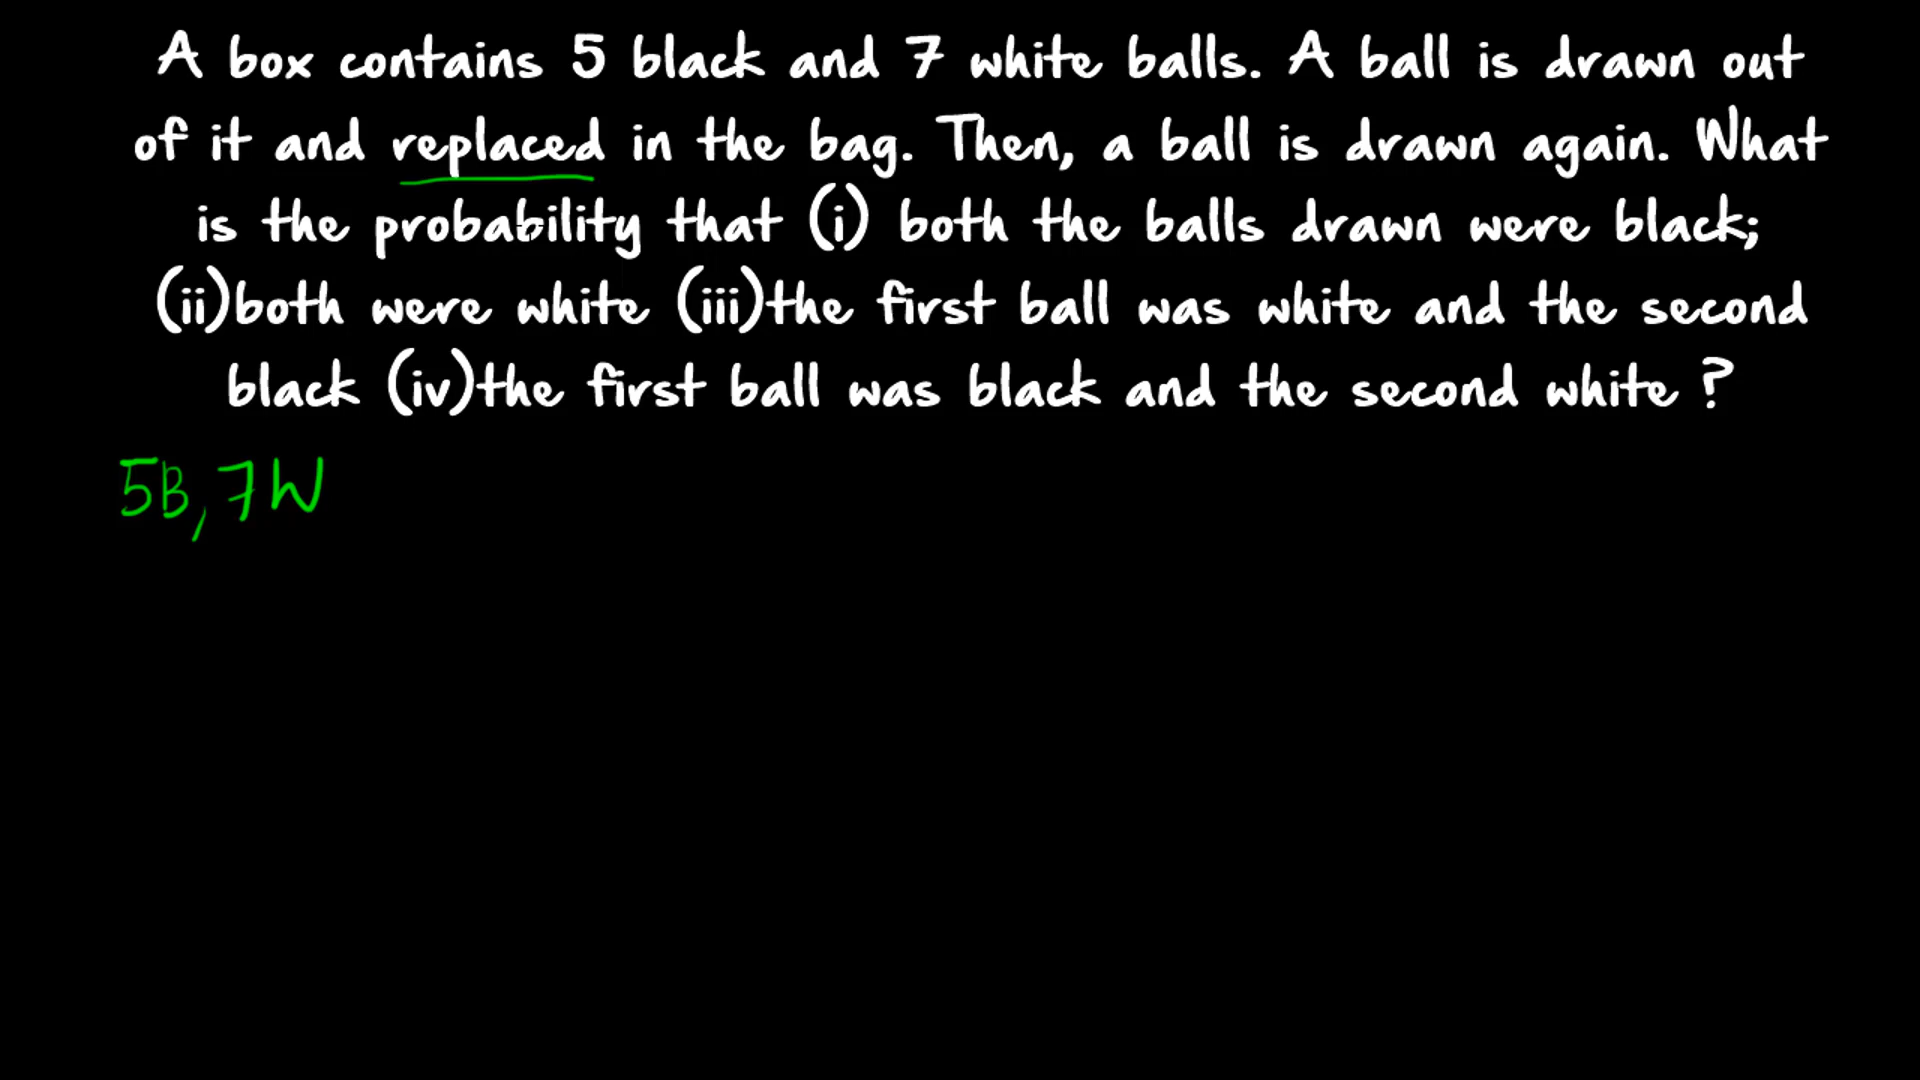 A box contains 5 black and 7 white balls. A ball is drawn out
of it and replaced in the bag. Then, a ball is drawn again. What
is the probability that (i) both the balls drawn were black;
(ii)both were white (iii)the first ball was white and the second
black (iv)the first ball was black and the second white ?
5B, 7W